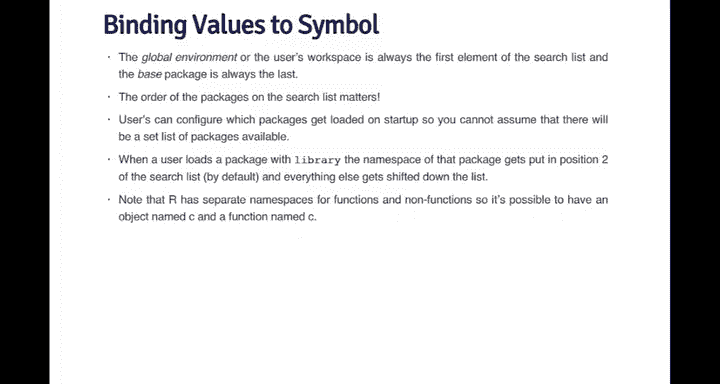 Binding Values to Symbol
· The global environment or the user's workspace is always the first element of the search list and
the base package is always the last.
· The order of the packages on the search list matters!
· User's can configure which packages get loaded on startup so you cannot assume that there will
be a set list of packages available.
· When a user loads a package with library the namespace of that package gets put in position 2
of the search list (by default) and everything else gets shifted down the list.
· Note that R has separate namespaces for functions and non-functions so it's possible to have an
object named c and a function named c.